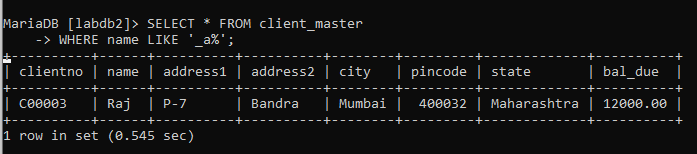 MariaDB [labdb2]> SELECT * FROM client_master
    -> WHERE name LIKE '_a%';
+----------+------+----------+----------+--------+---------+-------------+----------+
| clientno | name | address1 | address2 | city   | pincode | state       | bal_due  |
+----------+------+----------+----------+--------+---------+-------------+----------+
| C00003   | Raj  | P-7      | Bandra   | Mumbai |  400032 | Maharashtra | 12000.00 |
+----------+------+----------+----------+--------+---------+-------------+----------+
1 row in set (0.545 sec)